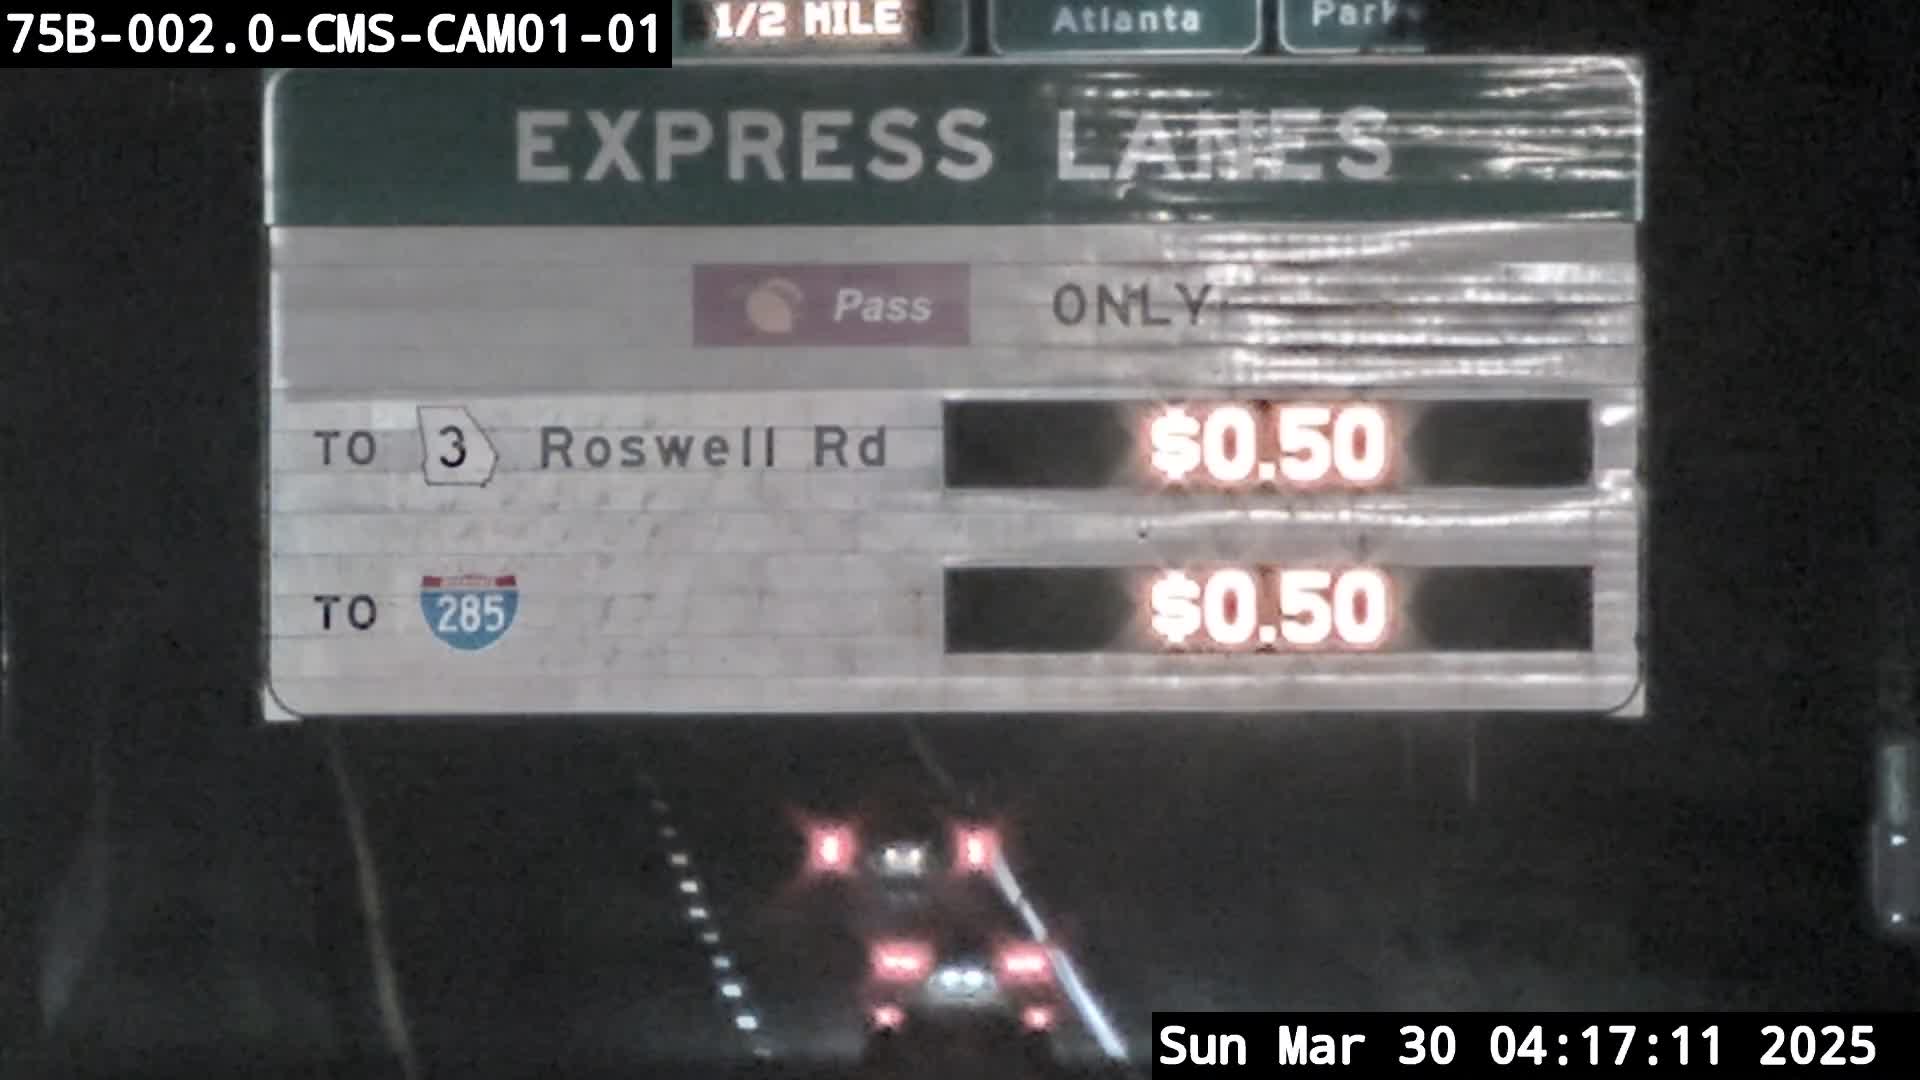 75B-002.0-CMS-CAM01-01
1/2 MILE
Atlanta
EXPRESS LANES
Pass ONLY
TO 3 Roswell Rd $0.50
TO 285 $0.50
Sun Mar 30 04:17:11 2025